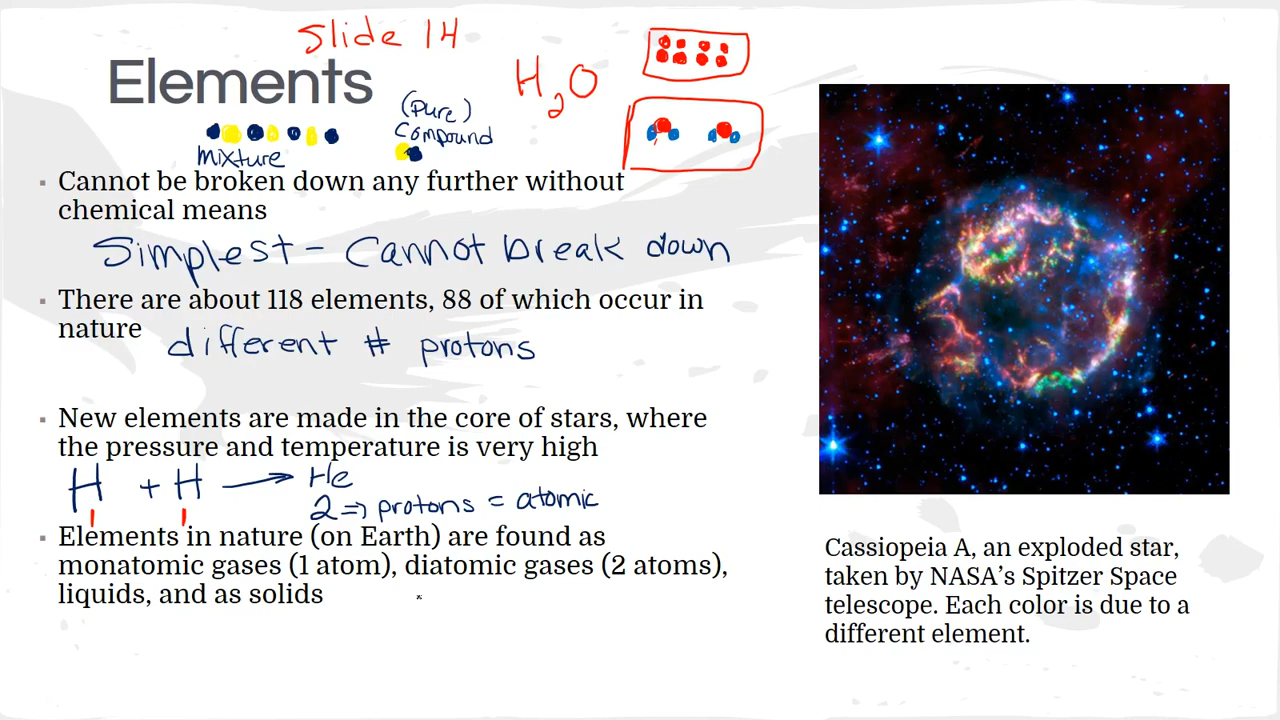 Slide 14
Elements
H2O
(pure)
compound
mixture
▪ Cannot be broken down any further without
chemical means
Simplest - Cannot break down
▪ There are about 118 elements, 88 of which occur in
nature
different # protons
▪ New elements are made in the core of stars, where
the pressure and temperature is very high
H + H → He
1 1 2 ⇒ protons = atomic
▪ Elements in nature (on Earth) are found as
monatomic gases (1 atom), diatomic gases (2 atoms),
liquids, and as solids
Cassiopeia A, an exploded star,
taken by NASA’s Spitzer Space
telescope. Each color is due to a
different element.